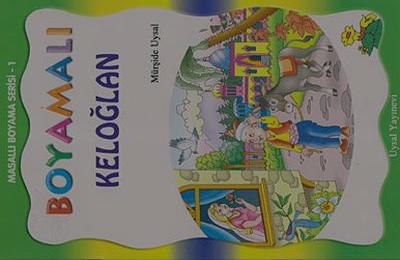 MASALLI BOYAMA SERİSİ - 1
BOYAMALI
KELOĞLAN
Mürşide Uysal
Uysal Yayınevi